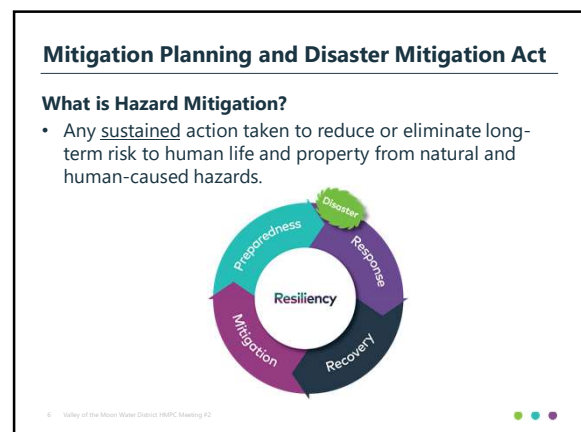 Mitigation Planning and Disaster Mitigation Act
What is Hazard Mitigation?
• Any sustained action taken to reduce or eliminate long-
term risk to human life and property from natural and
human-caused hazards.
Disaster
Preparedness
Response
Resiliency
Mitigation
Recovery
6 Valley of the Moon Water District HMPC Meeting #2